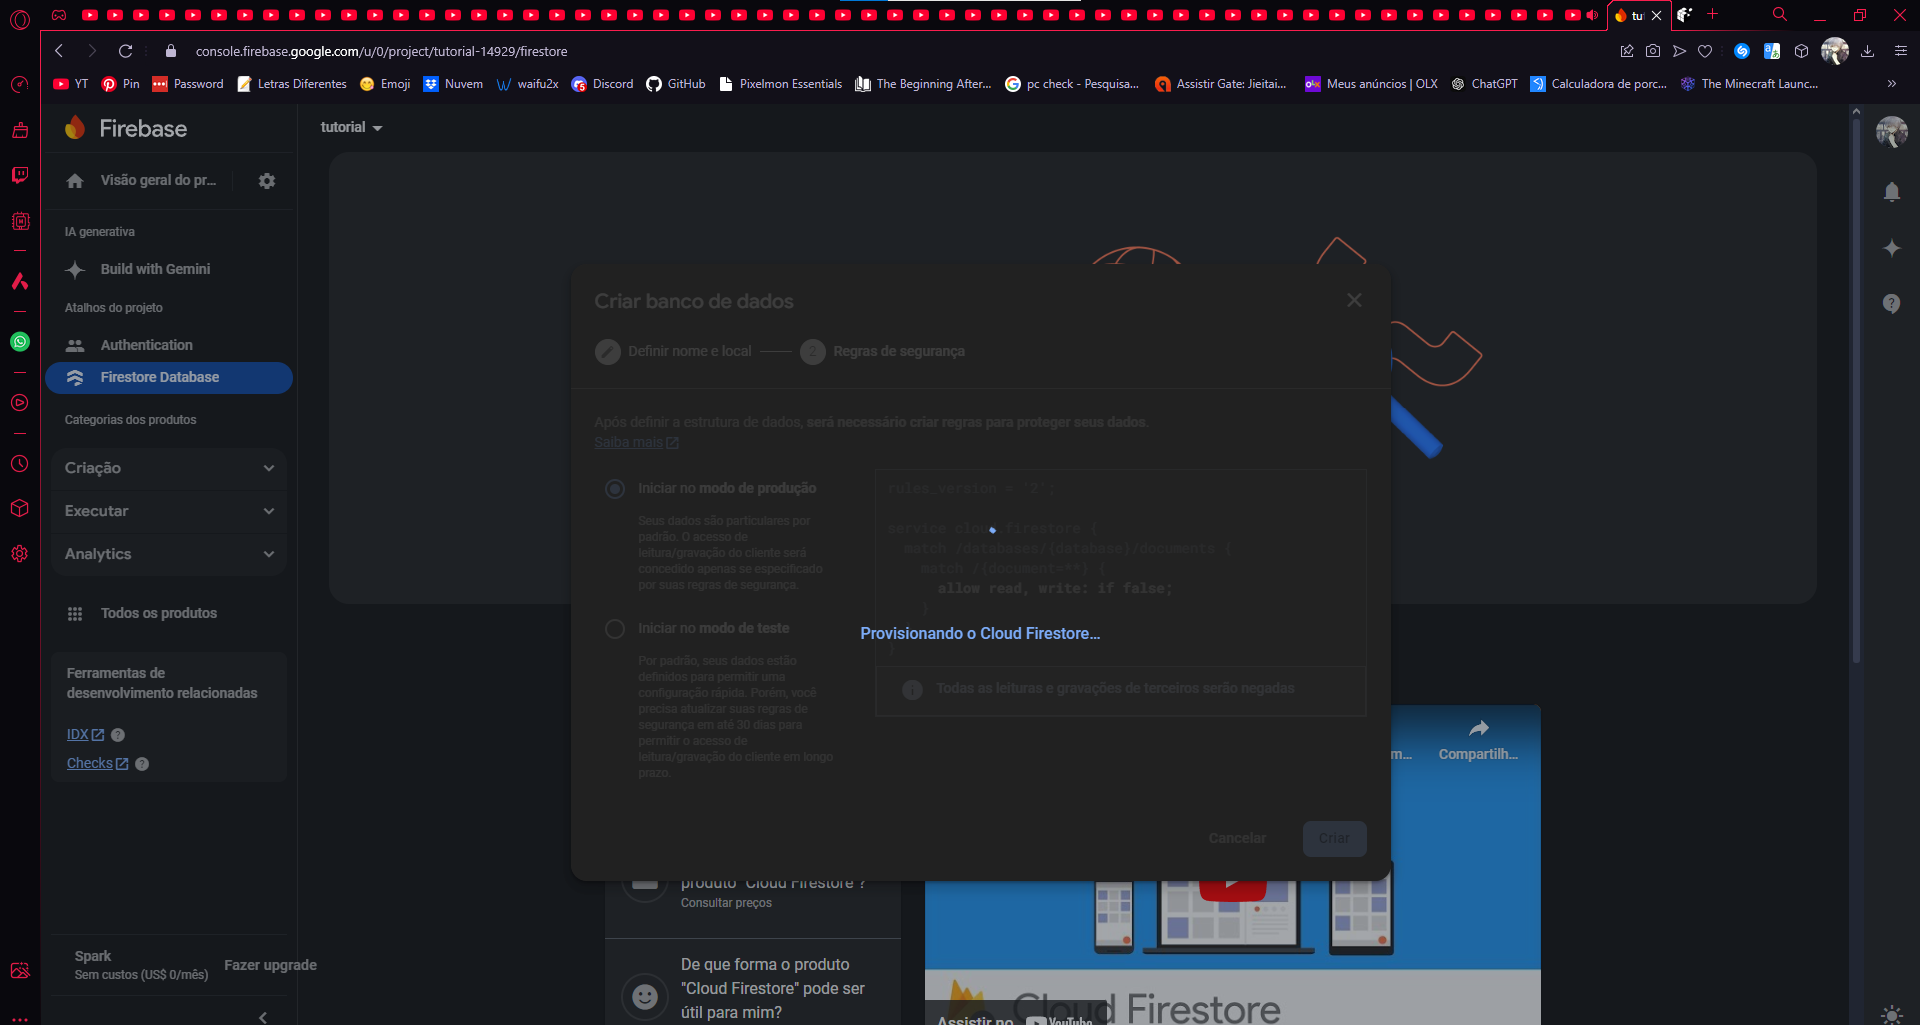 tu
console.firebase.google.com/u/0/project/tutorial-14929/firestore
YT
Pin
Password
Letras Diferentes
Emoji
Nuvem
waifu2x
Discord
GitHub
Pixelmon Essentials
The Beginning After...
pc check - Pesquisa...
Assistir Gate: Jieitai...
Meus anúncios | OLX
ChatGPT
Calculadora de porc...
The Minecraft Launc...
»
Firebase
Visão geral do pr...
IA generativa
Build with Gemini
Atalhos do projeto
Authentication
Firestore Database
Categorias dos produtos
Criação
Executar
Analytics
Todos os produtos
Ferramentas de
desenvolvimento relacionadas
IDX
Checks
Spark
Sem custos (US$ 0/mês)
Fazer upgrade
tutorial
Criar banco de dados
Definir nome e local
2 Regras de segurança
Após definir a estrutura de dados, será necessário criar regras para proteger seus dados.
Saiba mais
Iniciar no modo de produção
Seus dados são particulares por
padrão. O acesso de
leitura/gravação do cliente será
concedido apenas se especificado
por suas regras de segurança.
Iniciar no modo de teste
Por padrão, seus dados estão
definidos para permitir uma
configuração rápida. Porém, você
precisa atualizar suas regras de
segurança em até 30 dias para
permitir o acesso de
leitura/gravação do cliente em longo
prazo.
rules_version = '2';
service cloud.firestore {
match /databases/{database}/documents {
match /{document=**} {
allow read, write: if false;
}
}
Provisionando o Cloud Firestore...
Todas as leituras e gravações de terceiros serão negadas
Cancelar
Criar
m...
Compartilh...
produto "Cloud Firestore"?
Consultar preços
De que forma o produto
"Cloud Firestore" pode ser
útil para mim?
Cloud Firestore
Assistir no YouTube